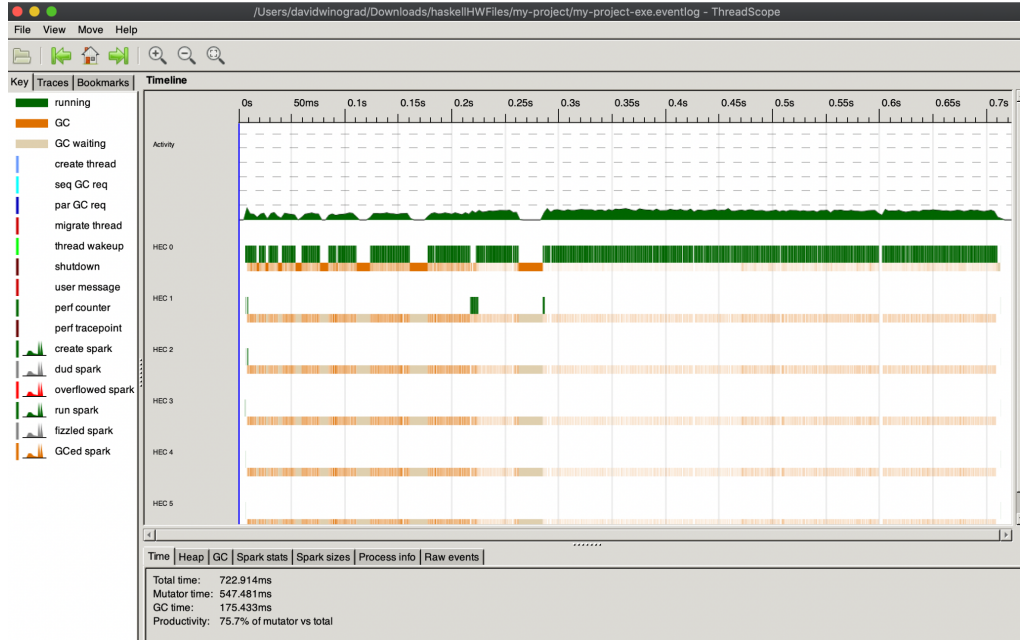 /Users/davidwinograd/Downloads/haskellHWFiles/my-project/my-project-exe.eventlog - ThreadScope
File View Move Help
Key Traces Bookmarks
running
GC
GC waiting
create thread
seq GC req
par GC req
migrate thread
thread wakeup
shutdown
user message
perf counter
perf tracepoint
create spark
dud spark
overflowed spark
run spark
fizzled spark
GCed spark
Timeline
0s 50ms 0.1s 0.15s 0.2s 0.25s 0.3s 0.35s 0.4s 0.45s 0.5s 0.55s 0.6s 0.65s 0.7s
Activity
HEC 0
HEC 1
HEC 2
HEC 3
HEC 4
HEC 5
Time Heap GC Spark stats Spark sizes Process info Raw events
Total time: 722.914ms
Mutator time: 547.481ms
GC time: 175.433ms
Productivity: 75.7% of mutator vs total